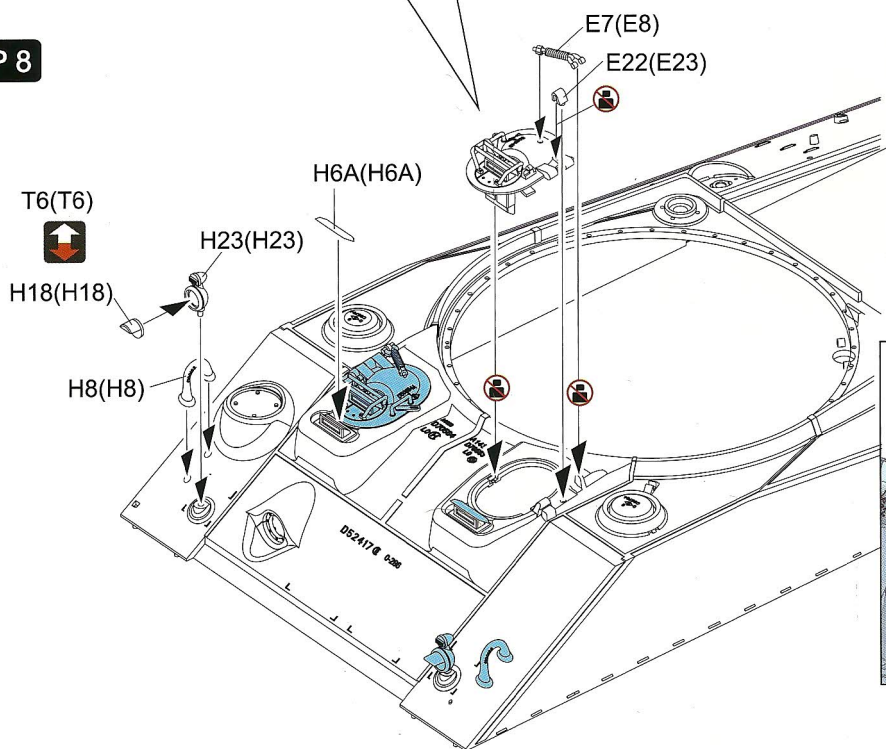 P 8
E7(E8)
E22(E23)
H6A(H6A)
T6(T6)
H23(H23)
H18(H18)
H8(H8)
D52417